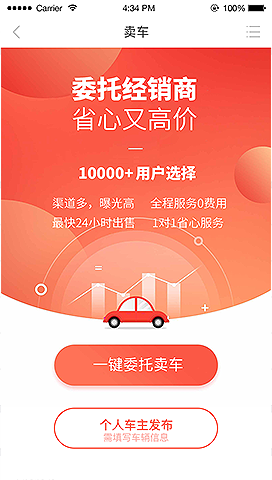 Carrier 4:34 PM 100%
卖车
委托经销商
省心又高价
10000+用户选择
渠道多，曝光高 全程服务0费用
最快24小时出售 1对1省心服务
一键委托卖车
个人车主发布
需填写车辆信息